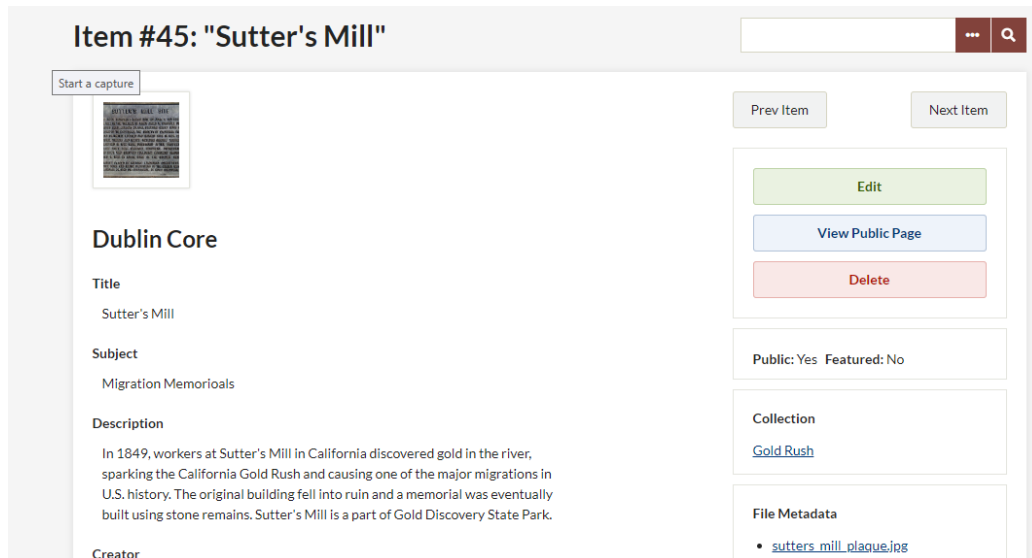 Item #45: "Sutter's Mill"
•••
Start a capture
SUTTER'S MILL SITE
Prev Item
Next Item
Edit
View Public Page
Delete
Dublin Core
Title
Sutter's Mill
Subject
Migration Memorioals
Description
In 1849, workers at Sutter's Mill in California discovered gold in the river,
sparking the California Gold Rush and causing one of the major migrations in
U.S. history. The original building fell into ruin and a memorial was eventually
built using stone remains. Sutter's Mill is a part of Gold Discovery State Park.
Creator
Public: Yes Featured: No
Collection
Gold Rush
File Metadata
• sutters_mill_plaque.jpg